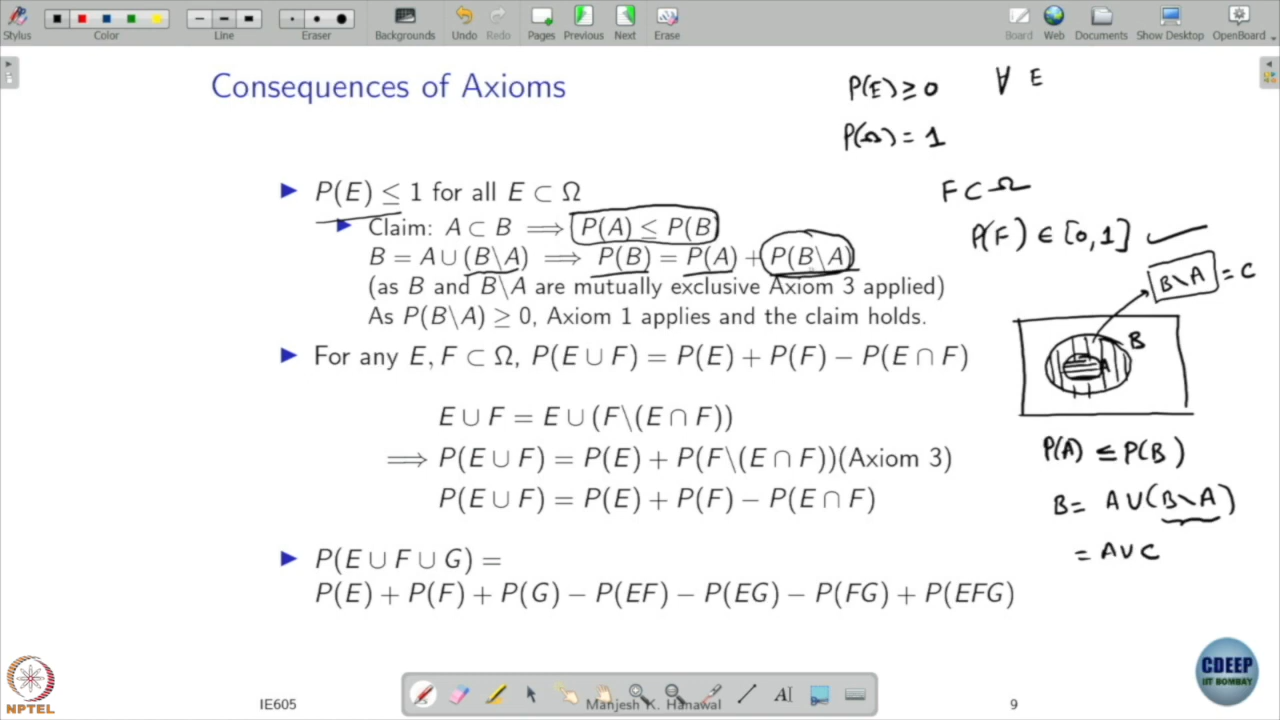 Stylus
Color
Line
Eraser
Backgrounds
Undo
Redo
Pages
Previous
Next
Erase
Board
Web
Documents
Show Desktop
OpenBoard
Consequences of Axioms
P(E) ≥ 0 ∀ E
P(Ω) = 1
▶ P(E) ≤ 1 for all E ⊂ Ω
F ⊂ Ω
▶ Claim: A ⊂ B ⟹ P(A) ≤ P(B
P(F) ∈ [0,1]
B = A ∪ (B\A) ⟹ P(B) = P(A) + P(B\A)
B\A = C
(as B and B\A are mutually exclusive Axiom 3 applied)
As P(B\A) ≥ 0, Axiom 1 applies and the claim holds.
B
A
▶ For any E, F ⊂ Ω, P(E ∪ F) = P(E) + P(F) − P(E ∩ F)
E ∪ F = E ∪ (F\(E ∩ F))
⟹ P(E ∪ F) = P(E) + P(F\(E ∩ F))(Axiom 3)
P(A) ≤ P(B)
P(E ∪ F) = P(E) + P(F) − P(E ∩ F)
B = A ∪ (B\A)
= A ∪ C
▶ P(E ∪ F ∪ G) =
P(E) + P(F) + P(G) − P(EF) − P(EG) − P(FG) + P(EFG)
CDEEP
IIT BOMBAY
NPTEL
IE605
Manjesh K. Hanawal
9